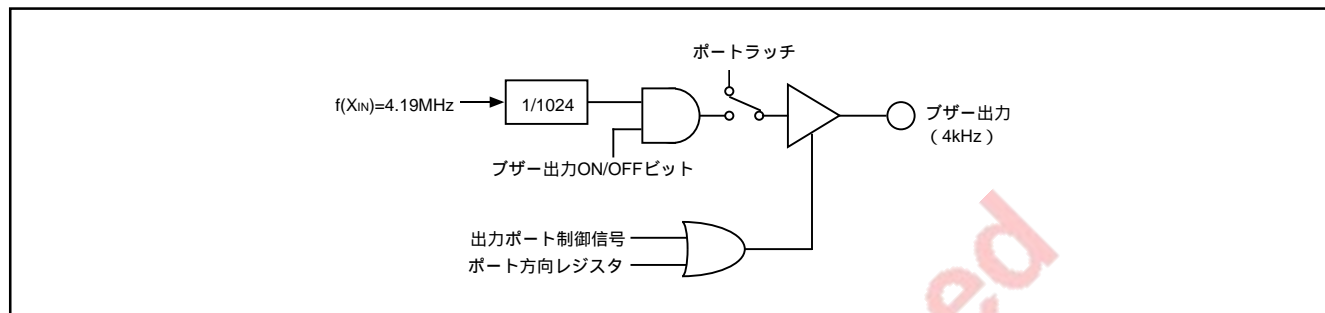 ポートラッチ
f(XIN)=4.19MHz
1/1024
ブザー出力
(4kHz)
ブザー出力ON/OFFビット
出力ポート制御信号
ポート方向レジスタ
ed